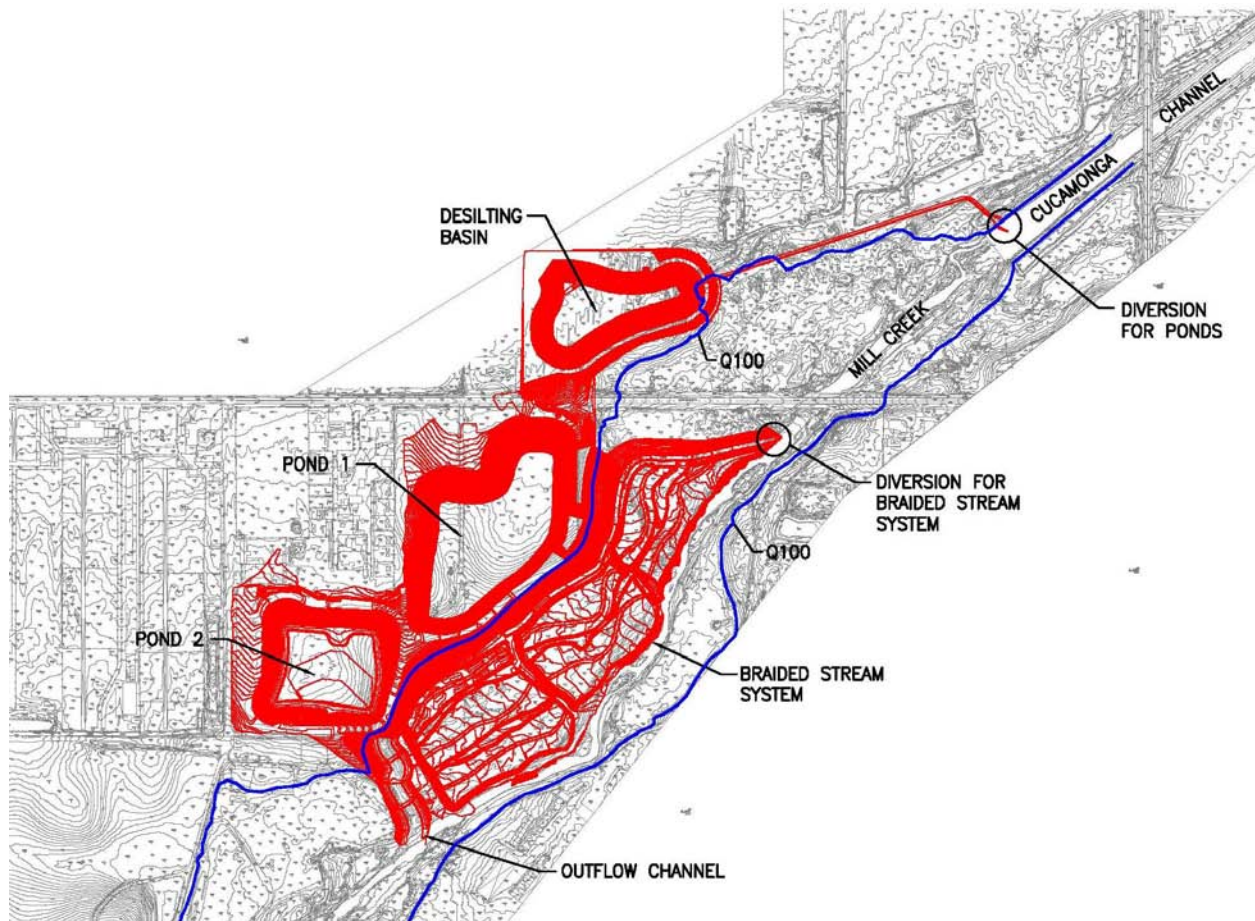 CUCAMONGA CHANNEL
DESILTING
BASIN
DIVERSION
FOR PONDS
MILL CREEK
Q100
POND 1
DIVERSION FOR
BRAIDED STREAM
SYSTEM
Q100
POND 2
BRAIDED STREAM
SYSTEM
OUTFLOW CHANNEL